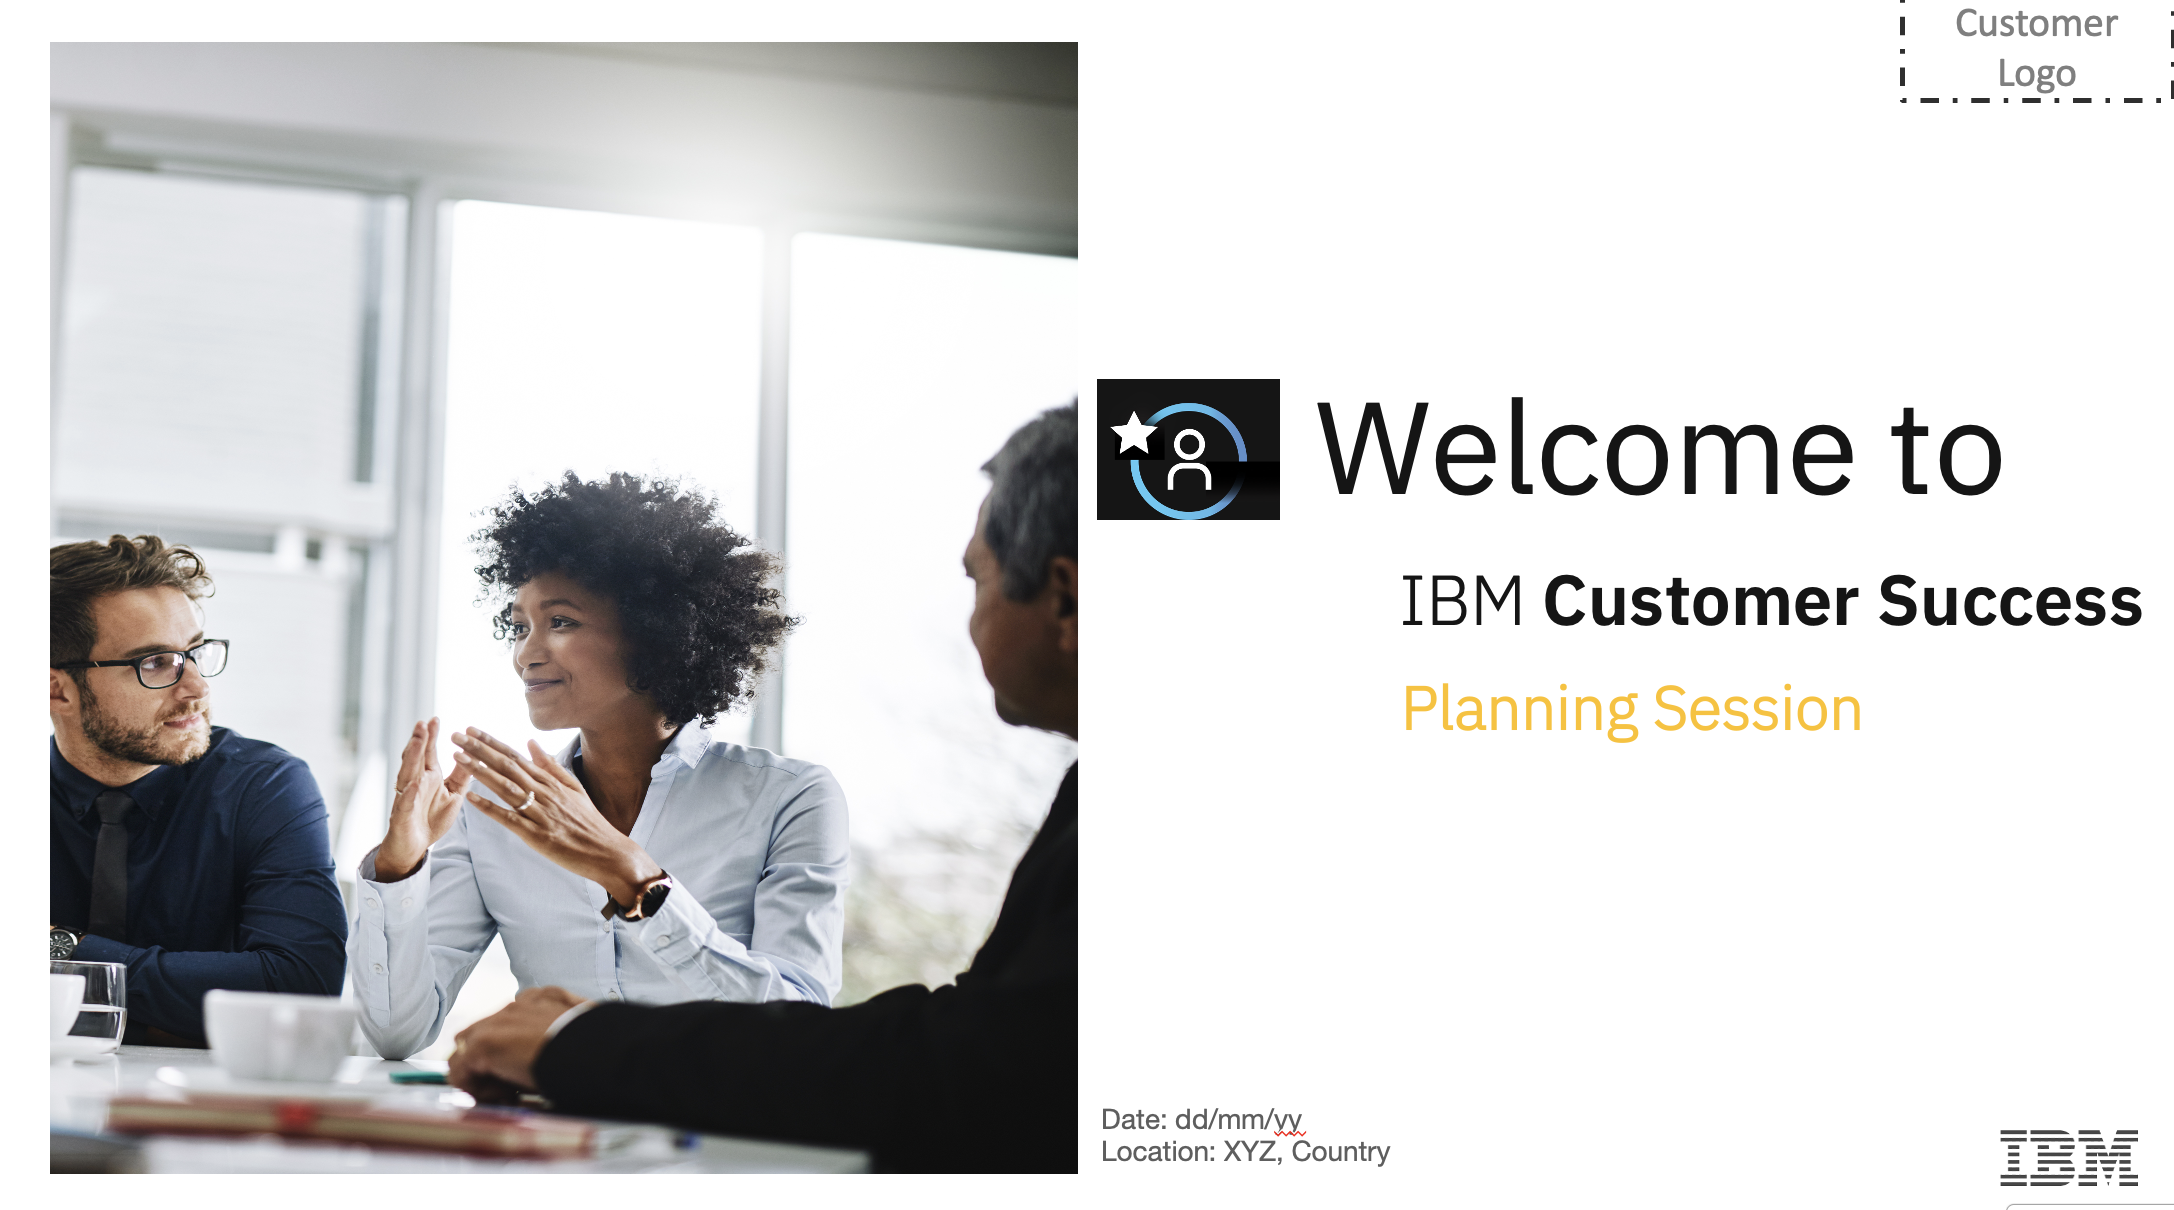 Customer
Logo
Welcome to
IBM Customer Success
Planning Session
Date: dd/mm/yy
Location: XYZ, Country
IBM